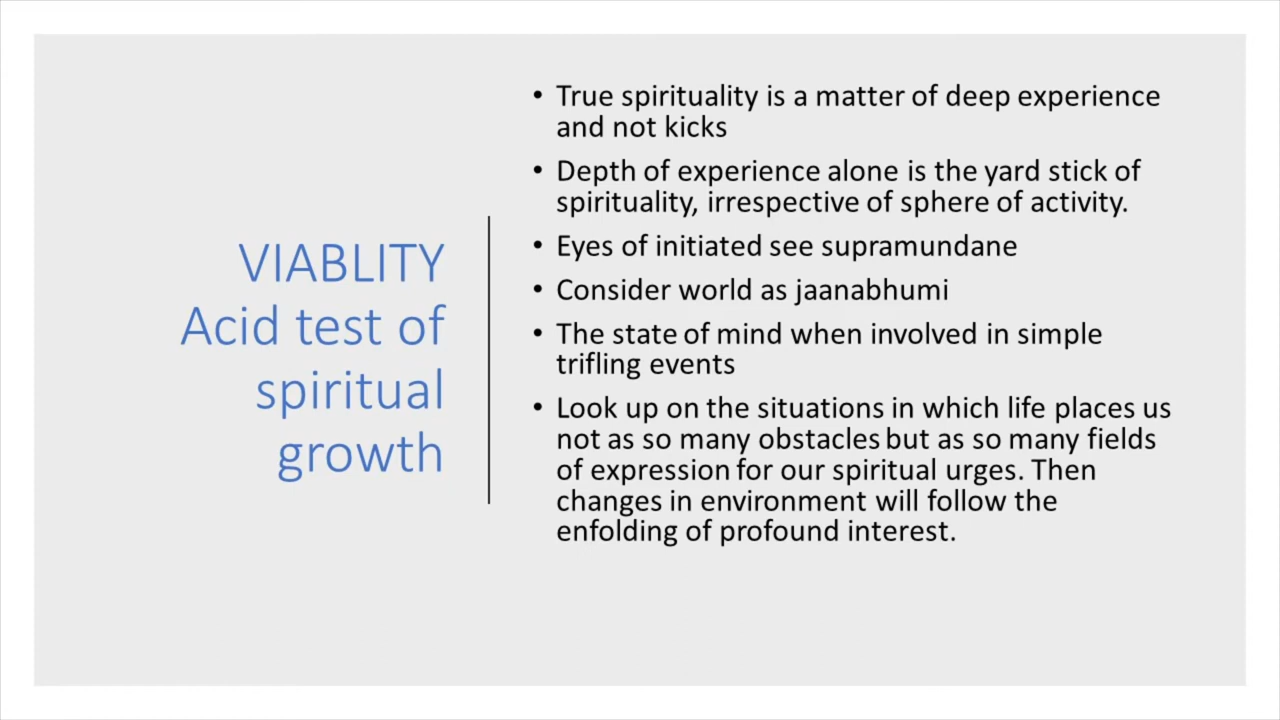 VIABLITY
Acid test of
spiritual
growth
• True spirituality is a matter of deep experience
and not kicks
• Depth of experience alone is the yard stick of
spirituality, irrespective of sphere of activity.
• Eyes of initiated see supramundane
• Consider world as jaanabhumi
• The state of mind when involved in simple
trifling events
• Look up on the situations in which life places us
not as so many obstacles but as so many fields
of expression for our spiritual urges. Then
changes in environment will follow the
enfolding of profound interest.